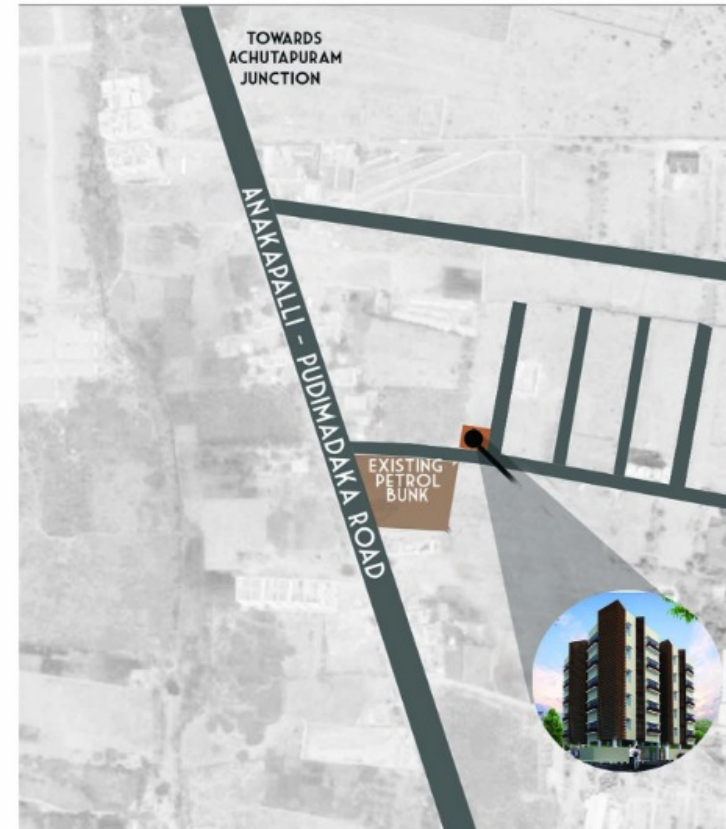 TOWARDS
ACHUTAPURAM
JUNCTION
ANAKAPALLI - PUDIMADAKA ROAD
EXISTING
PETROL
BUNK